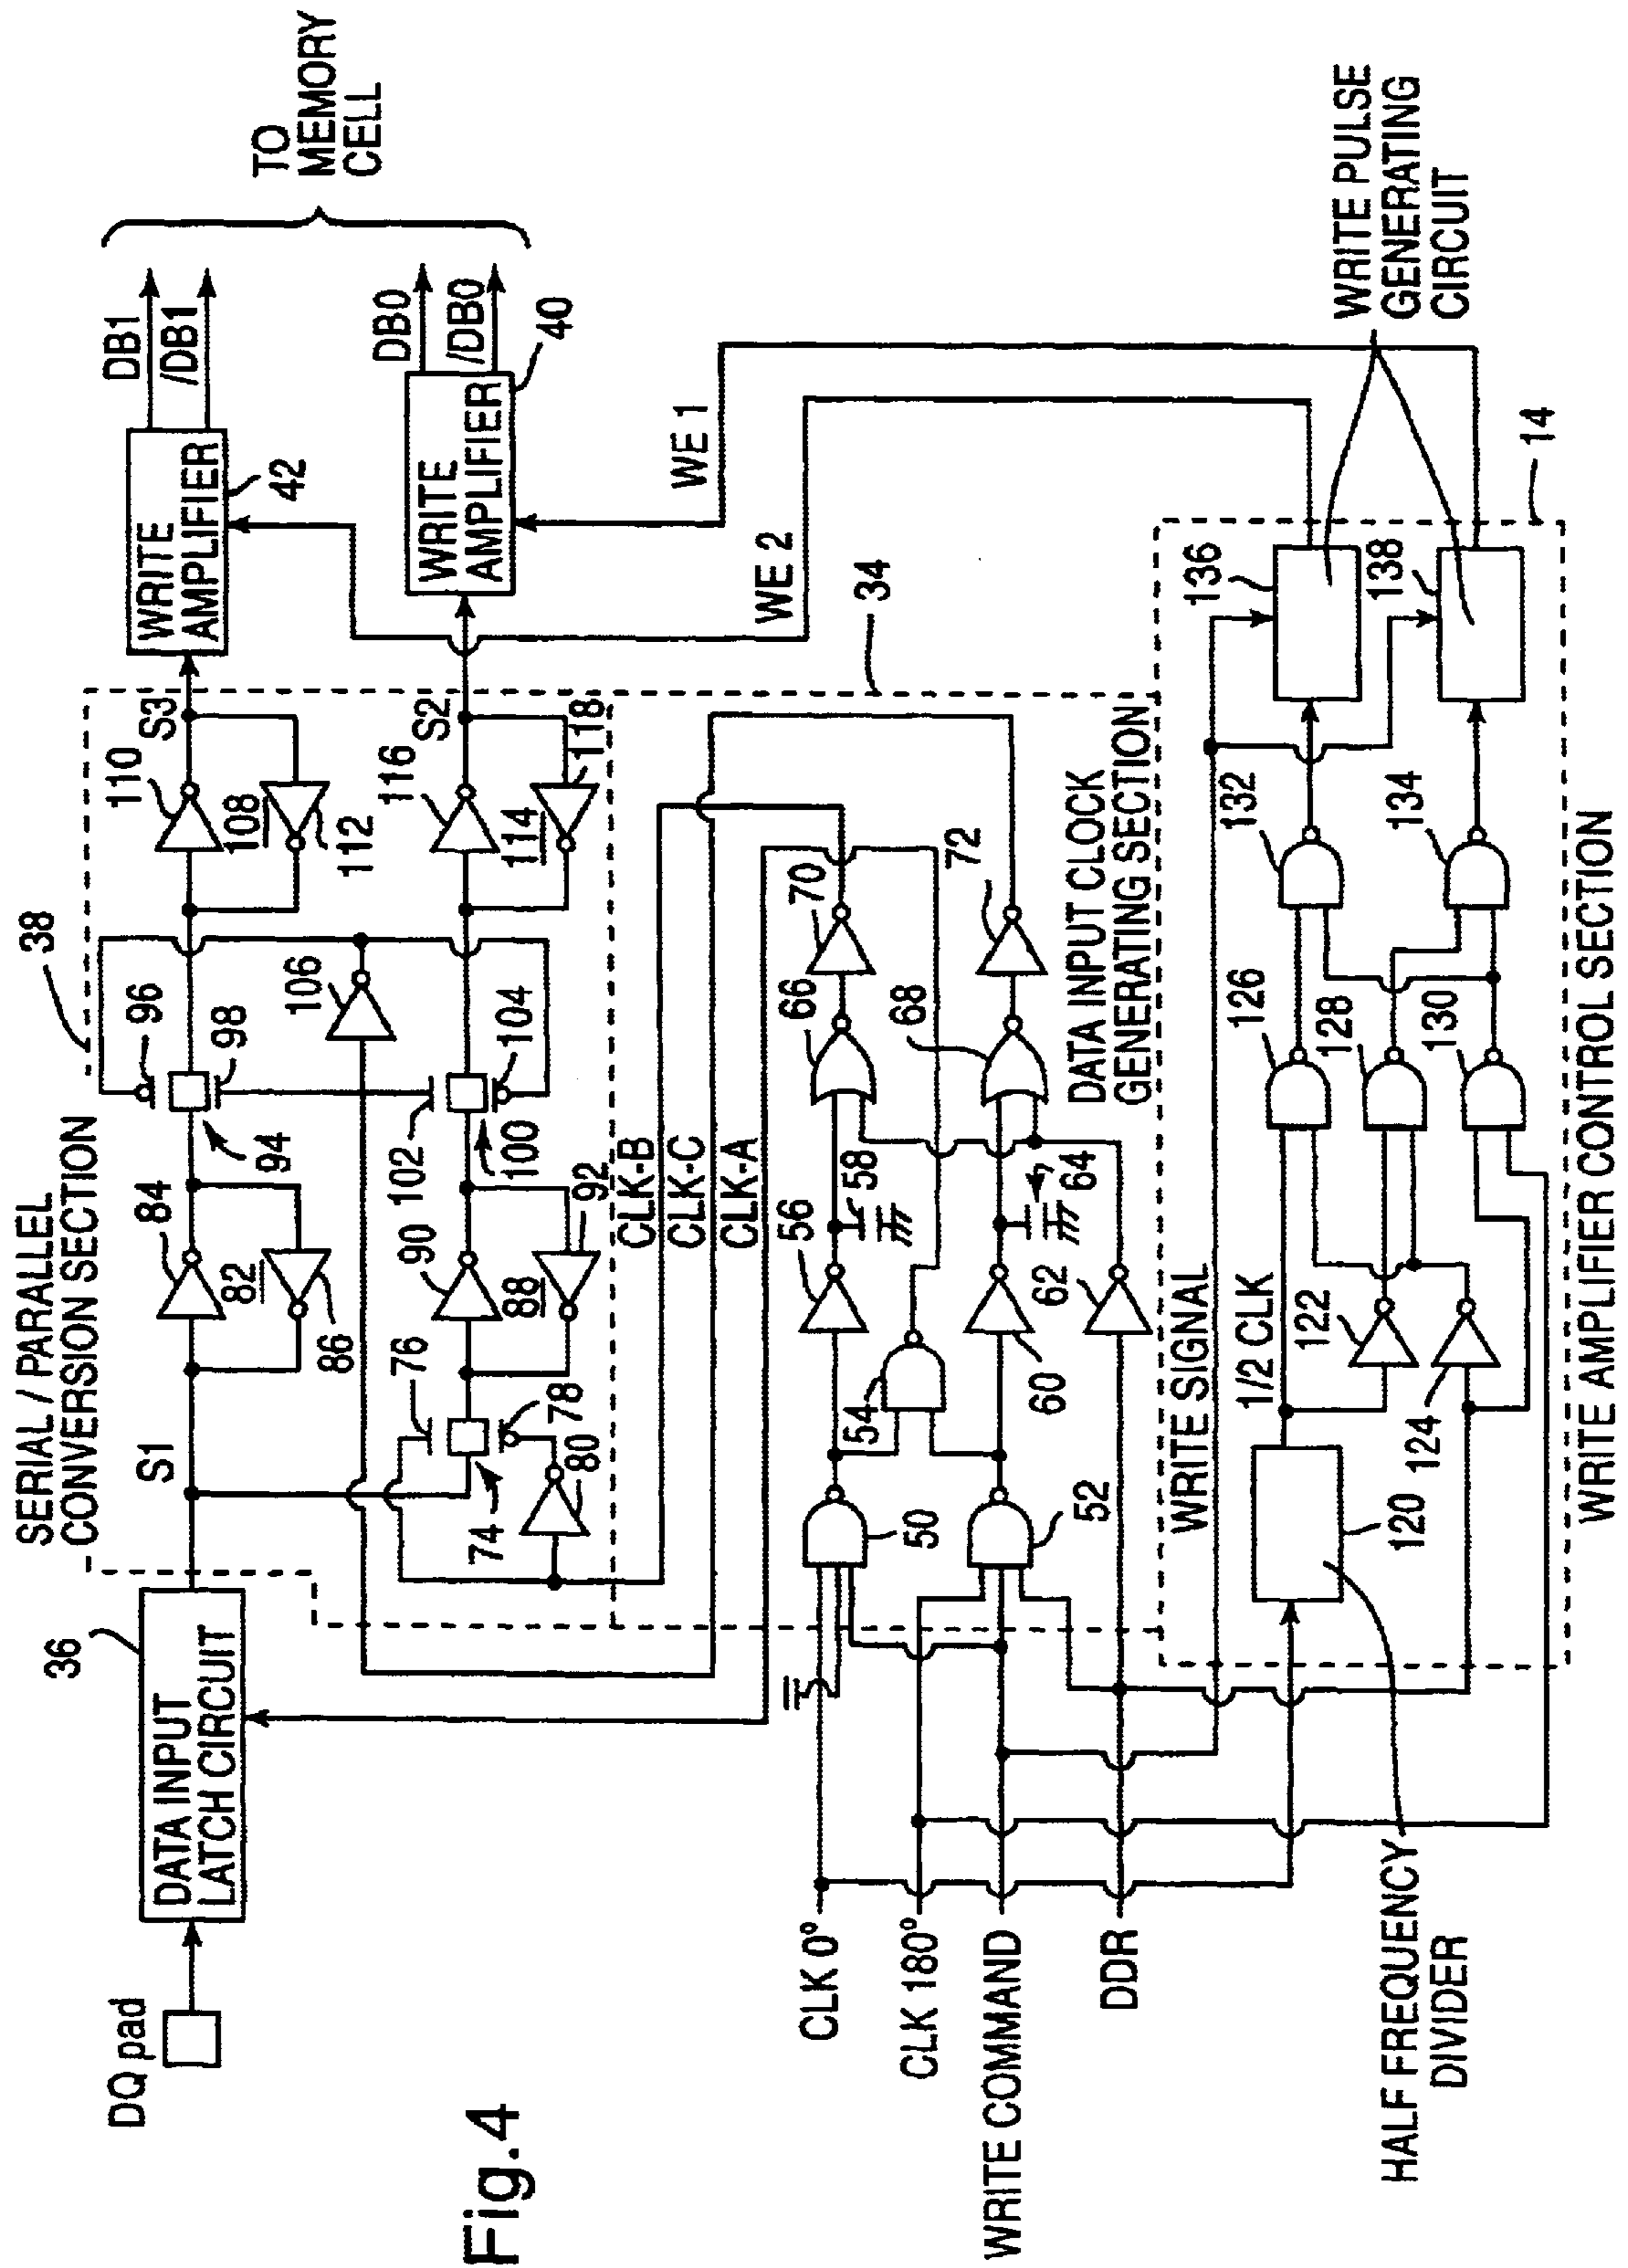 Fig.4
DQ pad
DATA INPUT
LATCH CIRCUIT
36
SERIAL / PARALLEL
CONVERSION SECTION
38
S1
84
82
86
94
96
98
110
108
112
S3
WRITE
AMPLIFIER
42
DB1
/DB1
TO
MEMORY
CELL
74
76
78
80
90
88
92
100
102
104
106
116
114
118
S2
WRITE
AMPLIFIER
40
DB0
/DB0
CLK-B
CLK-C
CLK-A
WE 1
WE 2
34
CLK 0°
CLK 180°
WRITE COMMAND
DDR
50
52
54
56
58
60
62
64
66
68
70
72
DATA INPUT CLOCK
GENERATING SECTION
WRITE SIGNAL
1/2 CLK
120
122
124
126
128
130
132
134
136
138
14
WRITE PULSE
GENERATING
CIRCUIT
HALF FREQUENCY
DIVIDER
WRITE AMPLIFIER CONTROL SECTION